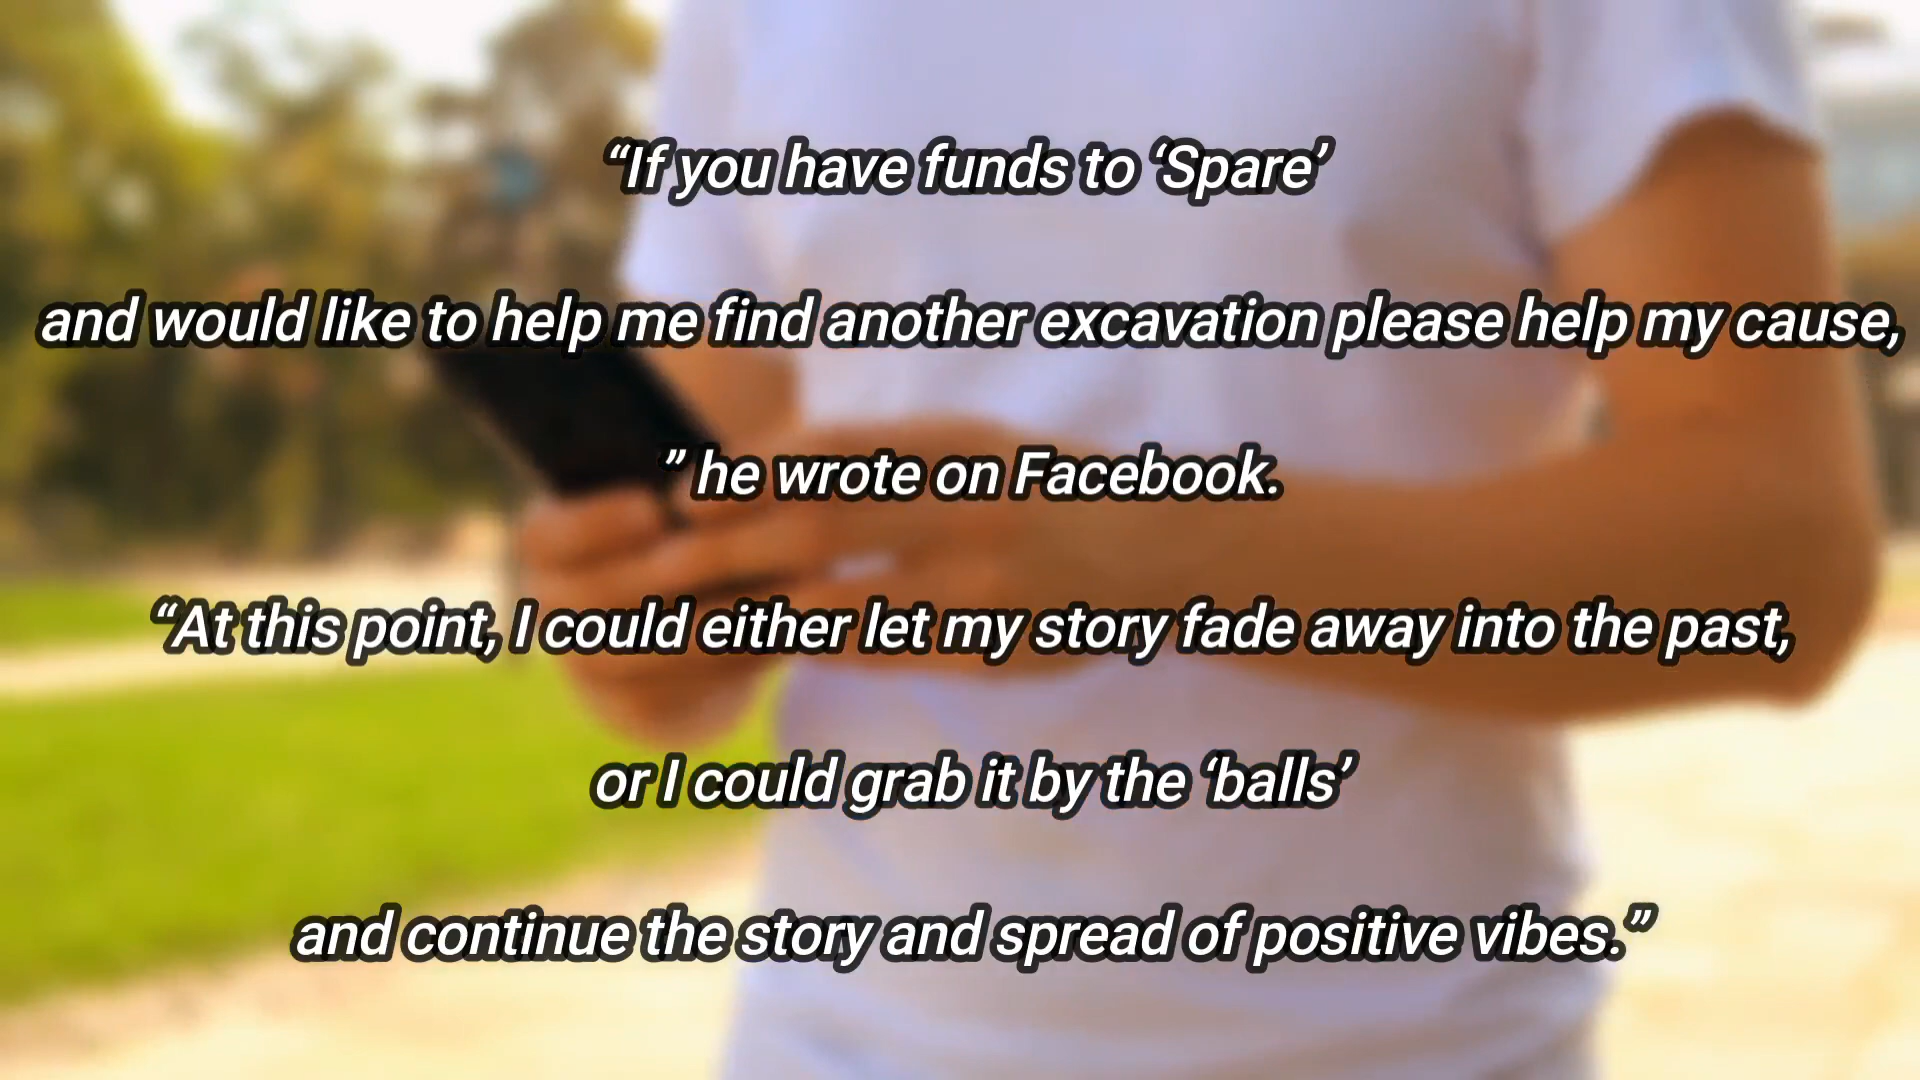 “If you have funds to ‘Spare’
and would like to help me find another excavation please help my cause,
” he wrote on Facebook.
“At this point, I could either let my story fade away into the past,
or I could grab it by the ‘balls’
and continue the story and spread of positive vibes.”